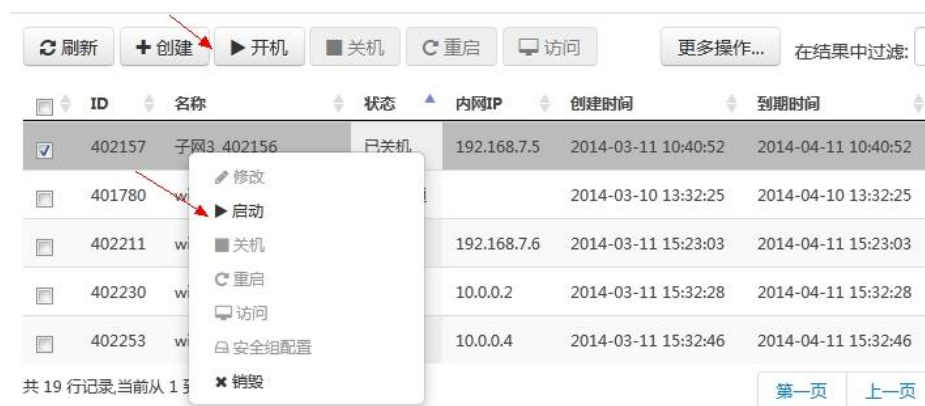 刷新 创建 开机 关机 重启 访问 更多操作... 在结果中过滤:
ID 名称 状态 内网IP 创建时间 到期时间
402157 子网3_402156 已关机 192.168.7.5 2014-03-11 10:40:52 2014-04-11 10:40:52
修改
401780 wi 2014-03-10 13:32:25 2014-04-10 13:32:25
启动
402211 wi 关机 192.168.7.6 2014-03-11 15:23:03 2014-04-11 15:23:03
重启
402230 wi 10.0.0.2 2014-03-11 15:32:28 2014-04-11 15:32:28
访问
402253 wi 安全组配置 10.0.0.4 2014-03-11 15:32:46 2014-04-11 15:32:46
共 19 行记录,当前从 1 销毁 第一页 上一页